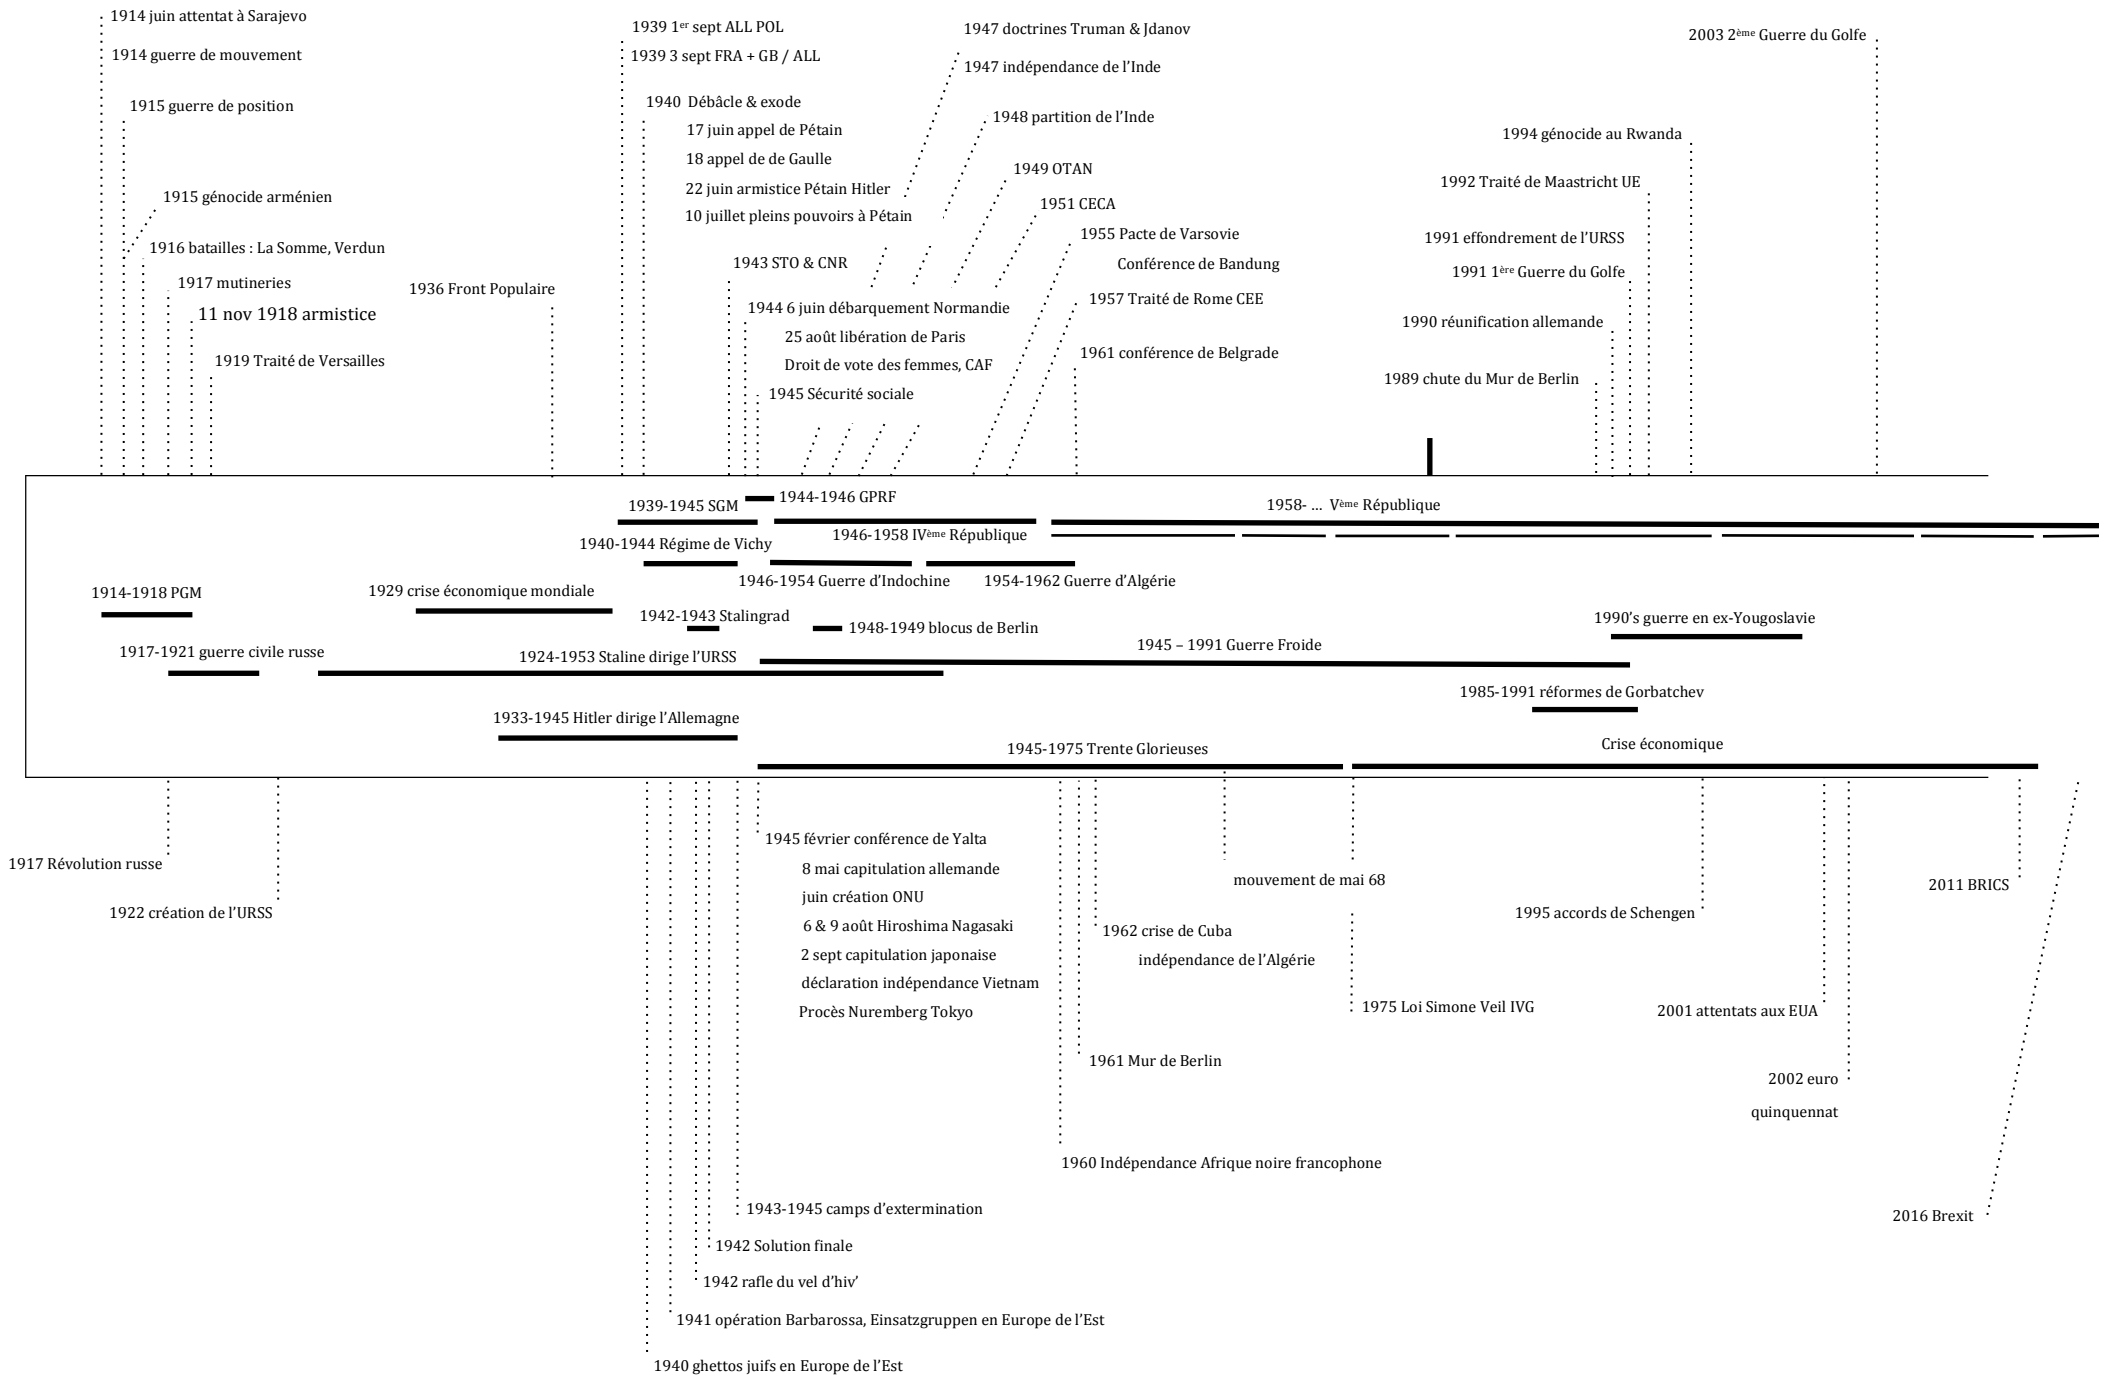 1914 juin attentat à Sarajevo
1914 guerre de mouvement
1915 guerre de position
1915 génocide arménien
1916 batailles : La Somme, Verdun
1917 mutineries
11 nov 1918 armistice
1919 Traité de Versailles
1936 Front Populaire
1939 1er sept ALL POL
1939 3 sept FRA + GB / ALL
1940 Débâcle & exode
17 juin appel de Pétain
18 appel de de Gaulle
22 juin armistice Pétain Hitler
10 juillet pleins pouvoirs à Pétain
1943 STO & CNR
1944 6 juin débarquement Normandie
25 août libération de Paris
Droit de vote des femmes, CAF
1945 Sécurité sociale
1947 doctrines Truman & Jdanov
1947 indépendance de l’Inde
1948 partition de l’Inde
1949 OTAN
1951 CECA
1955 Pacte de Varsovie
Conférence de Bandung
1957 Traité de Rome CEE
1961 conférence de Belgrade
2003 2ème Guerre du Golfe
1994 génocide au Rwanda
1992 Traité de Maastricht UE
1991 effondrement de l’URSS
1991 1ère Guerre du Golfe
1990 réunification allemande
1989 chute du Mur de Berlin
1944-1946 GPRF
1939-1945 SGM
1958- ... Vème République
1946-1958 IVème République
1940-1944 Régime de Vichy
1946-1954 Guerre d’Indochine
1954-1962 Guerre d’Algérie
1914-1918 PGM
1929 crise économique mondiale
1942-1943 Stalingrad
1948-1949 blocus de Berlin
1990’s guerre en ex-Yougoslavie
1917-1921 guerre civile russe
1924-1953 Staline dirige l’URSS
1945 – 1991 Guerre Froide
1985-1991 réformes de Gorbatchev
1933-1945 Hitler dirige l’Allemagne
1945-1975 Trente Glorieuses
Crise économique
1917 Révolution russe
1922 création de l’URSS
1945 février conférence de Yalta
8 mai capitulation allemande
juin création ONU
6 & 9 août Hiroshima Nagasaki
2 sept capitulation japonaise
déclaration indépendance Vietnam
Procès Nuremberg Tokyo
mouvement de mai 68
1962 crise de Cuba
indépendance de l’Algérie
1975 Loi Simone Veil IVG
1961 Mur de Berlin
1960 Indépendance Afrique noire francophone
1995 accords de Schengen
2011 BRICS
2001 attentats aux EUA
2002 euro
quinquennat
2016 Brexit
1943-1945 camps d’extermination
1942 Solution finale
1942 rafle du vel d’hiv’
1941 opération Barbarossa, Einsatzgruppen en Europe de l’Est
1940 ghettos juifs en Europe de l’Est